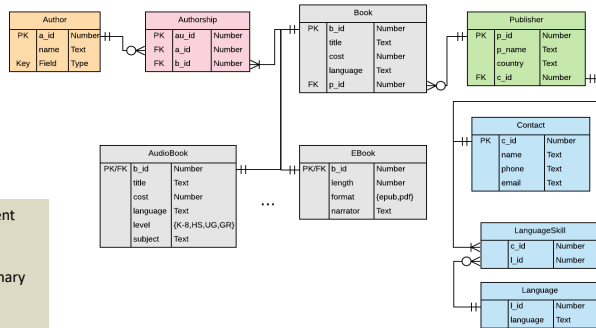 Author
PK a_id Number
name Text
Key Field Type
Authorship
PK au_id Number
FK a_id Number
FK b_id Number
Book
PK b_id Number
title Text
cost Number
language Text
FK p_id Number
Publisher
PK p_id Number
p_name Text
country Text
FK c_id Number
Contact
PK c_id Number
name Text
phone Text
email Text
AudioBook
PK/FK b_id Number
title Text
cost Number
language Text
level {K-8,HS,UG,GR}
subject Text
...
EBook
PK/FK b_id Number
length Number
format {epub,pdf}
narrator Text
LanguageSkill
c_id Number
l_id Number
Language
l_id Number
language Text